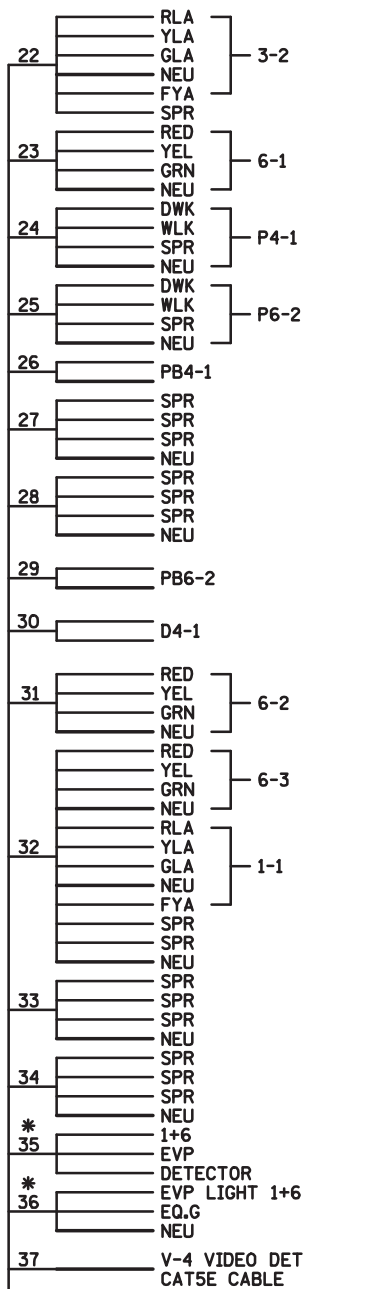 RLA
YLA
22 GLA 3-2
NEU
FYA
SPR
RED
23 YEL 6-1
GRN
NEU
DWK
24 WLK P4-1
SPR
NEU
DWK
25 WLK P6-2
SPR
NEU
26 PB4-1
SPR
27 SPR
SPR
NEU
SPR
28 SPR
SPR
NEU
29 PB6-2
30 D4-1
RED
31 YEL 6-2
GRN
NEU
RED
YEL 6-3
GRN
NEU
RLA
32 YLA
GLA 1-1
NEU
FYA
SPR
SPR
NEU
SPR
33 SPR
SPR
NEU
SPR
34 SPR
SPR
NEU
* 1+6
35 EVP
DETECTOR
* EVP LIGHT 1+6
36 EQ.G
NEU
37 V-4 VIDEO DET
CAT5E CABLE